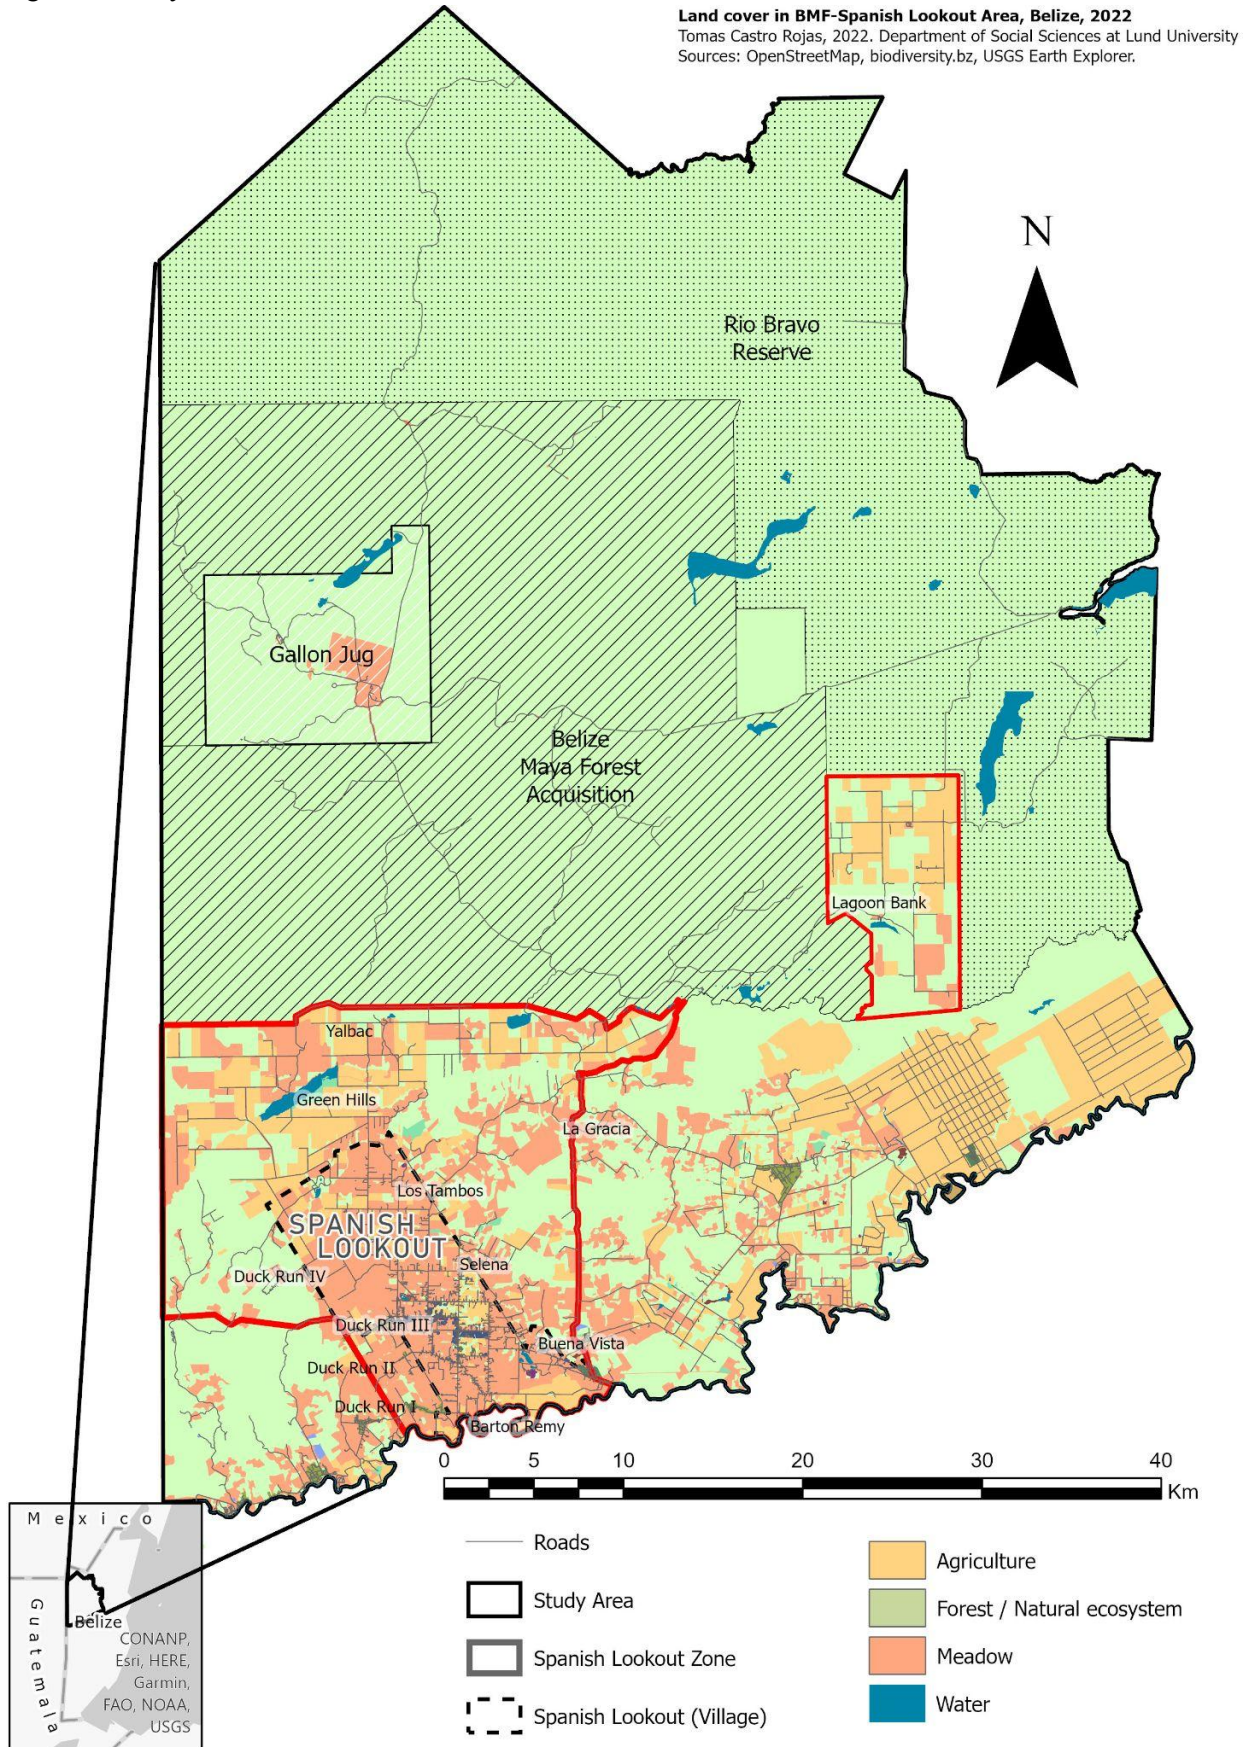 Land cover in BMF-Spanish Lookout Area, Belize, 2022
Tomas Castro Rojas, 2022. Department of Social Sciences at Lund University
Sources: OpenStreetMap, biodiversity.bz, USGS Earth Explorer.
N
Rio Bravo
Reserve
Gallon Jug
Belize
Maya Forest
Acquisition
Lagoon Bank
Yalbac
Green Hills
La Gracia
Los Tambos
SPANISH
LOOKOUT
Selena
Duck Run IV
Duck Run III
Buena Vista
Duck Run II
Duck Run I
Barton Remy
0 5 10 20 30 40
Km
Mexico
Guatemala
Belize
CONANP,
Esri, HERE,
Garmin,
FAO, NOAA,
USGS
Roads
Study Area
Spanish Lookout Zone
Spanish Lookout (Village)
Agriculture
Forest / Natural ecosystem
Meadow
Water